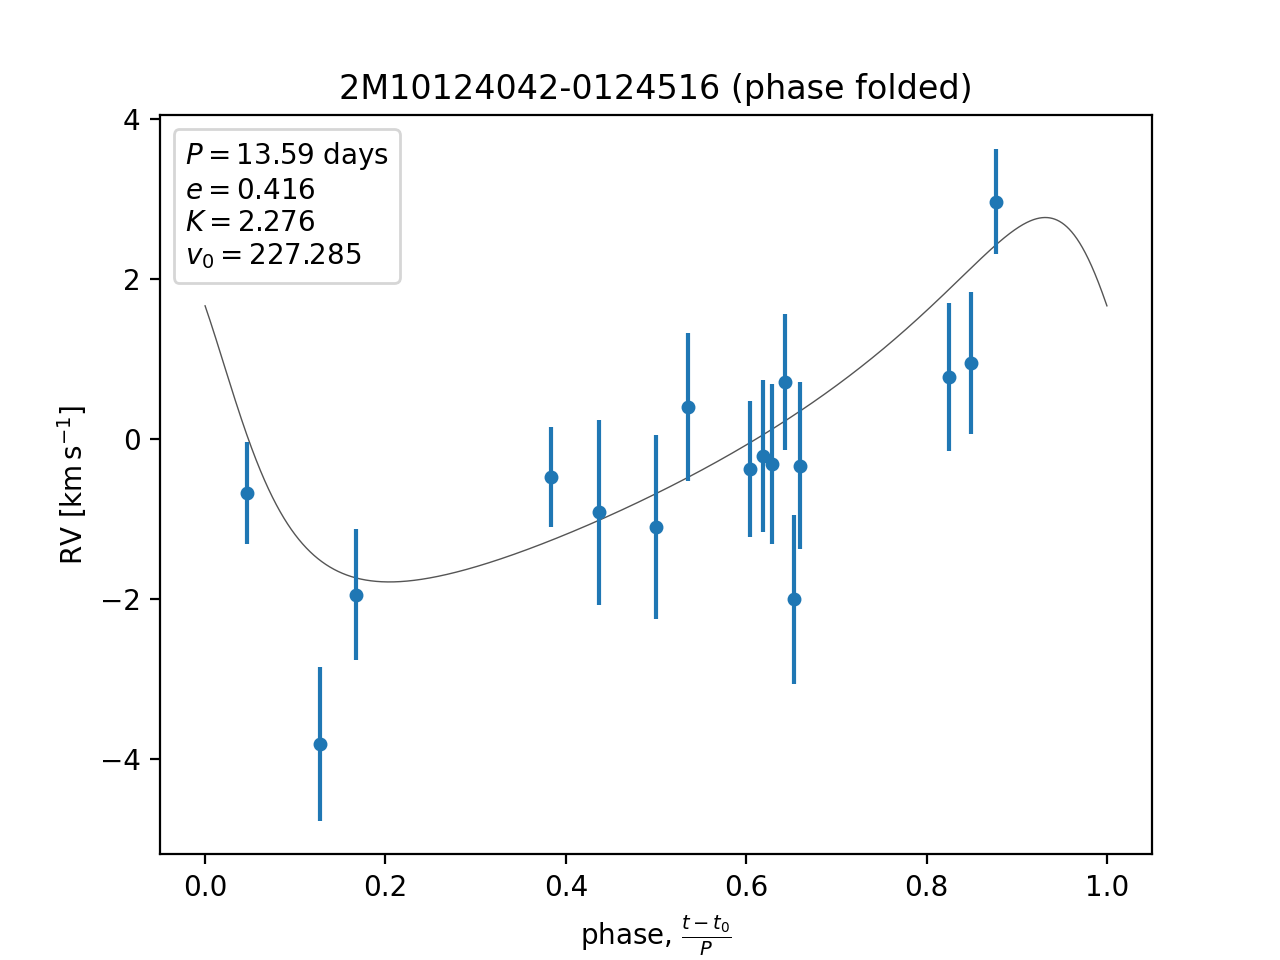 2M10124042-0124516 (phase folded)
P = 13.59 days
e = 0.416
K = 2.276
v₀ = 227.285
4
2
0
−2
−4
RV [km s⁻¹]
0.0 0.2 0.4 0.6 0.8 1.0
phase, (t − t₀)/P